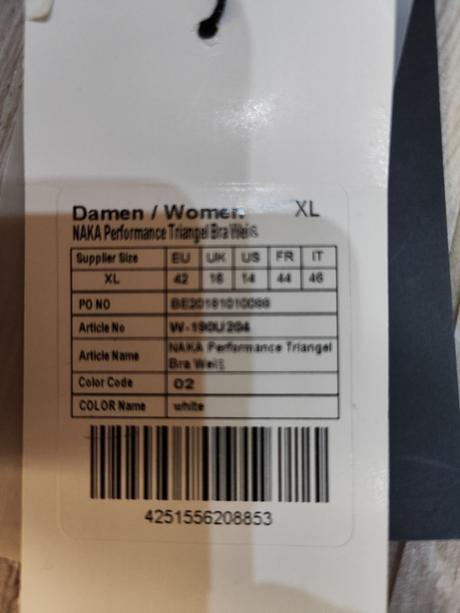 Damen / Women XL
NAKA Performance Triangel Bra Weiß
Supplier Size EU UK US FR IT
XL 42 16 14 44 46
PO NO BE20181010088
Article No W-190U204
Article Name NAKA Performance Triangel
Bra Weiß
Color Code 02
COLOR Name white
4251556208853